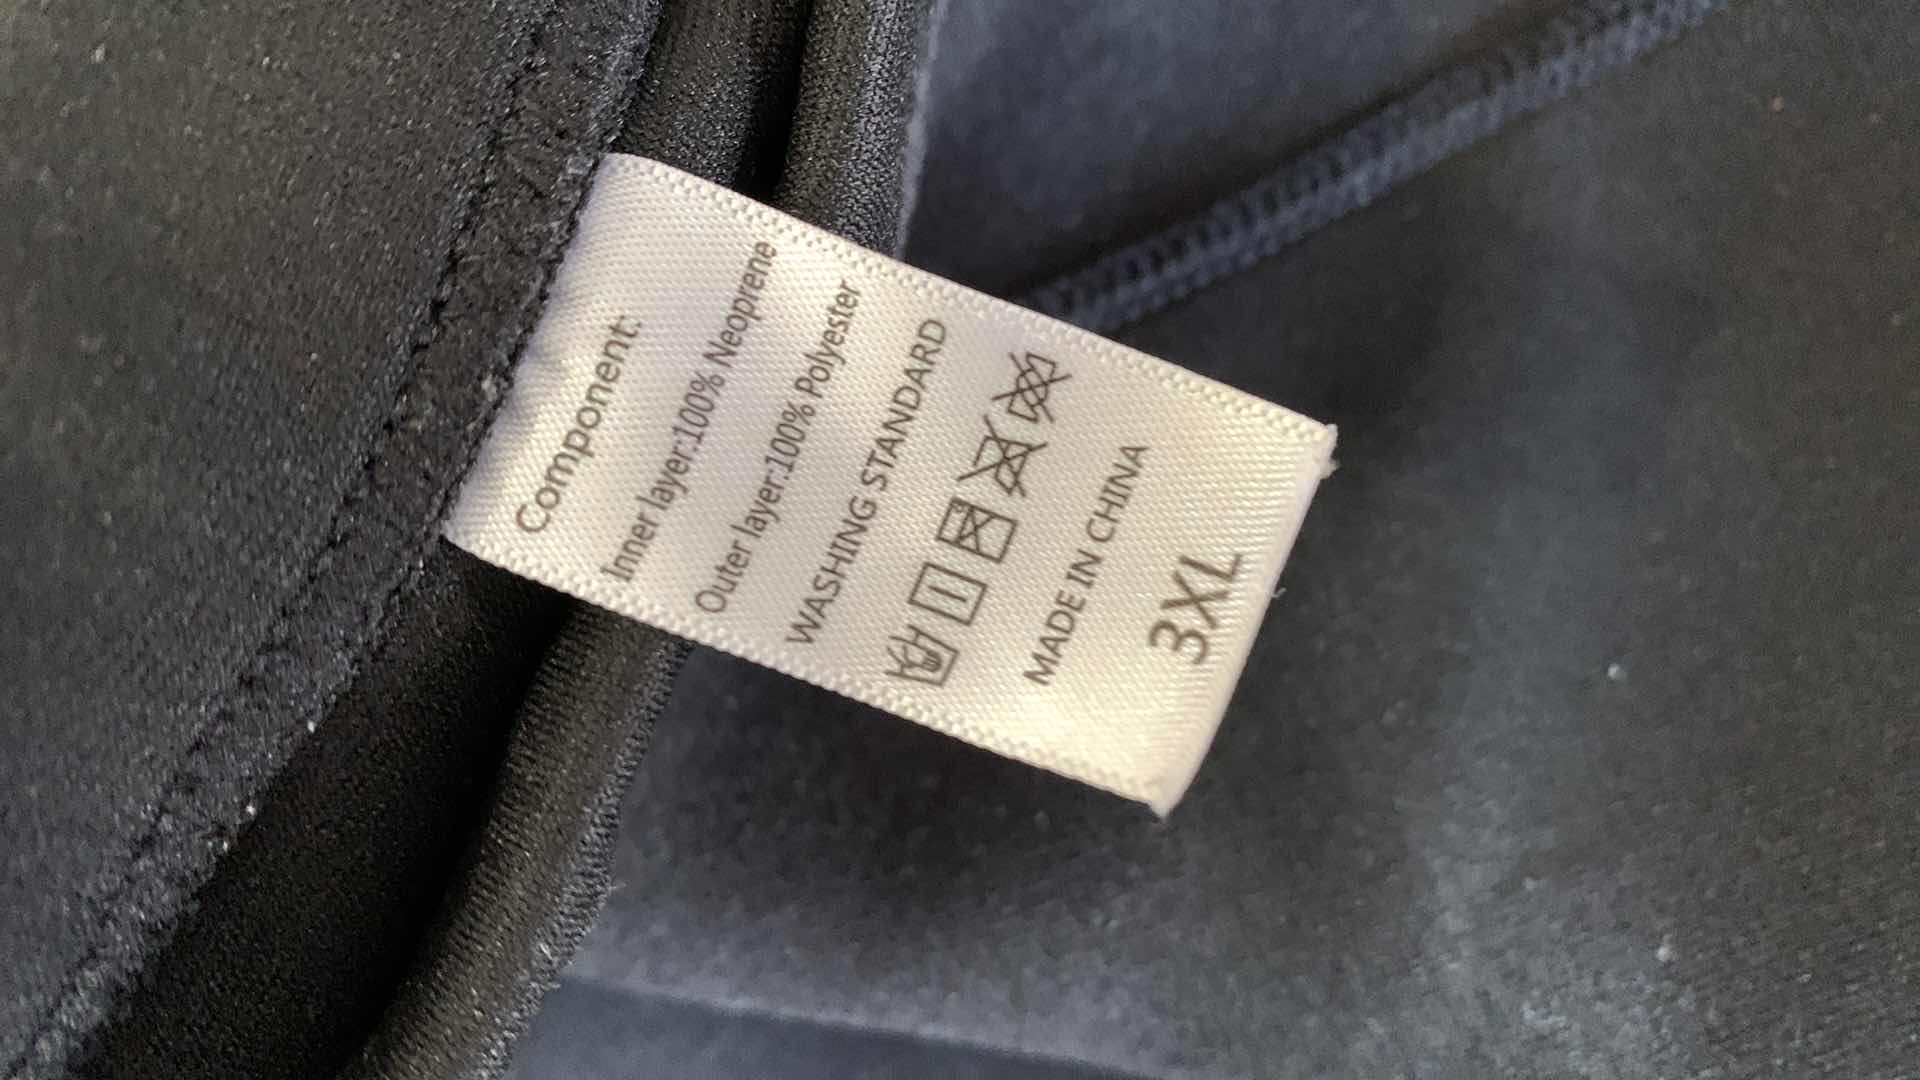 Component:
Inner layer:100% Neoprene
Outer layer:100% Polyester
WASHING STANDARD
MADE IN CHINA
3XL